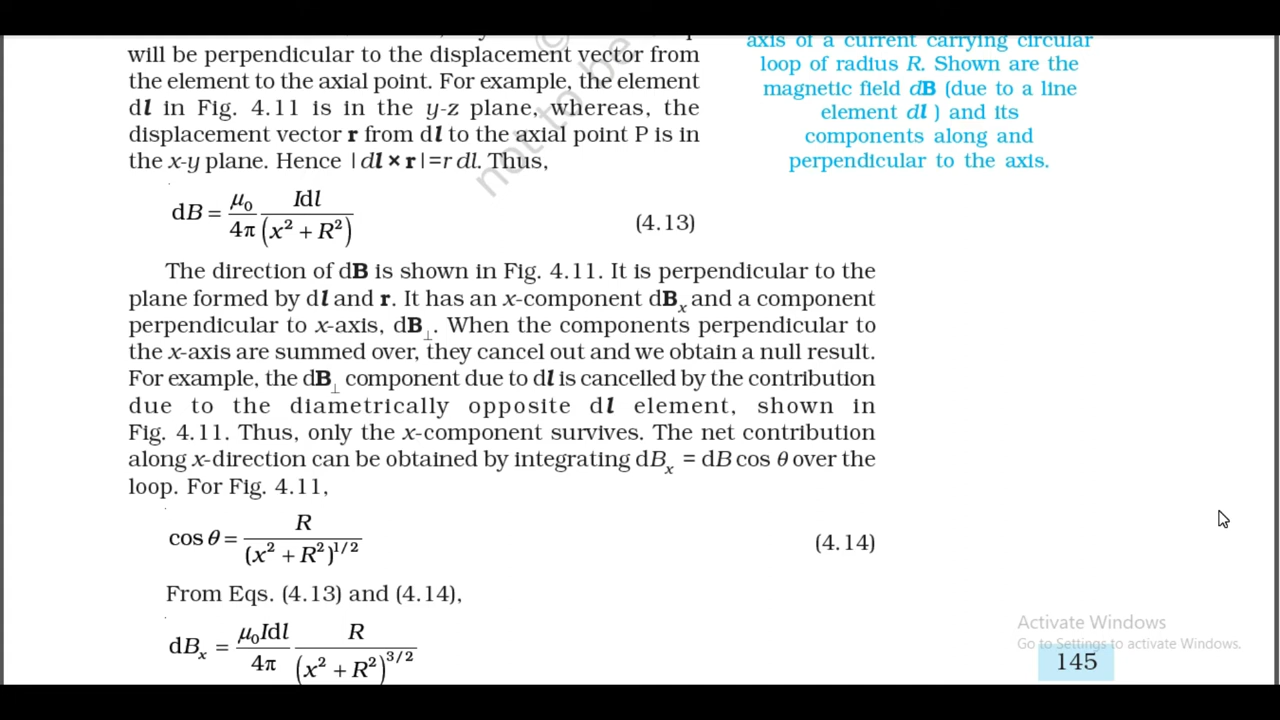 will be perpendicular to the displacement vector from
the element to the axial point. For example, the element
dl in Fig. 4.11 is in the y-z plane, whereas, the
displacement vector r from dl to the axial point P is in
the x-y plane. Hence |dl × r|=r dl. Thus,
dB = μ₀/4π Idl/(x² + R²) (4.13)
The direction of dB is shown in Fig. 4.11. It is perpendicular to the
plane formed by dl and r. It has an x-component dBₓ and a component
perpendicular to x-axis, dB⊥. When the components perpendicular to
the x-axis are summed over, they cancel out and we obtain a null result.
For example, the dB⊥ component due to dl is cancelled by the contribution
due to the diametrically opposite dl element, shown in
Fig. 4.11. Thus, only the x-component survives. The net contribution
along x-direction can be obtained by integrating dBₓ = dB cos θ over the
loop. For Fig. 4.11,
cos θ = R/(x² + R²)^1/2 (4.14)
From Eqs. (4.13) and (4.14),
dBₓ = μ₀Idl/4π R/(x² + R²)^3/2
axis of a current carrying circular
loop of radius R. Shown are the
magnetic field dB (due to a line
element dl ) and its
components along and
perpendicular to the axis.
not to be
©
Activate Windows
Go to Settings to activate Windows.
145